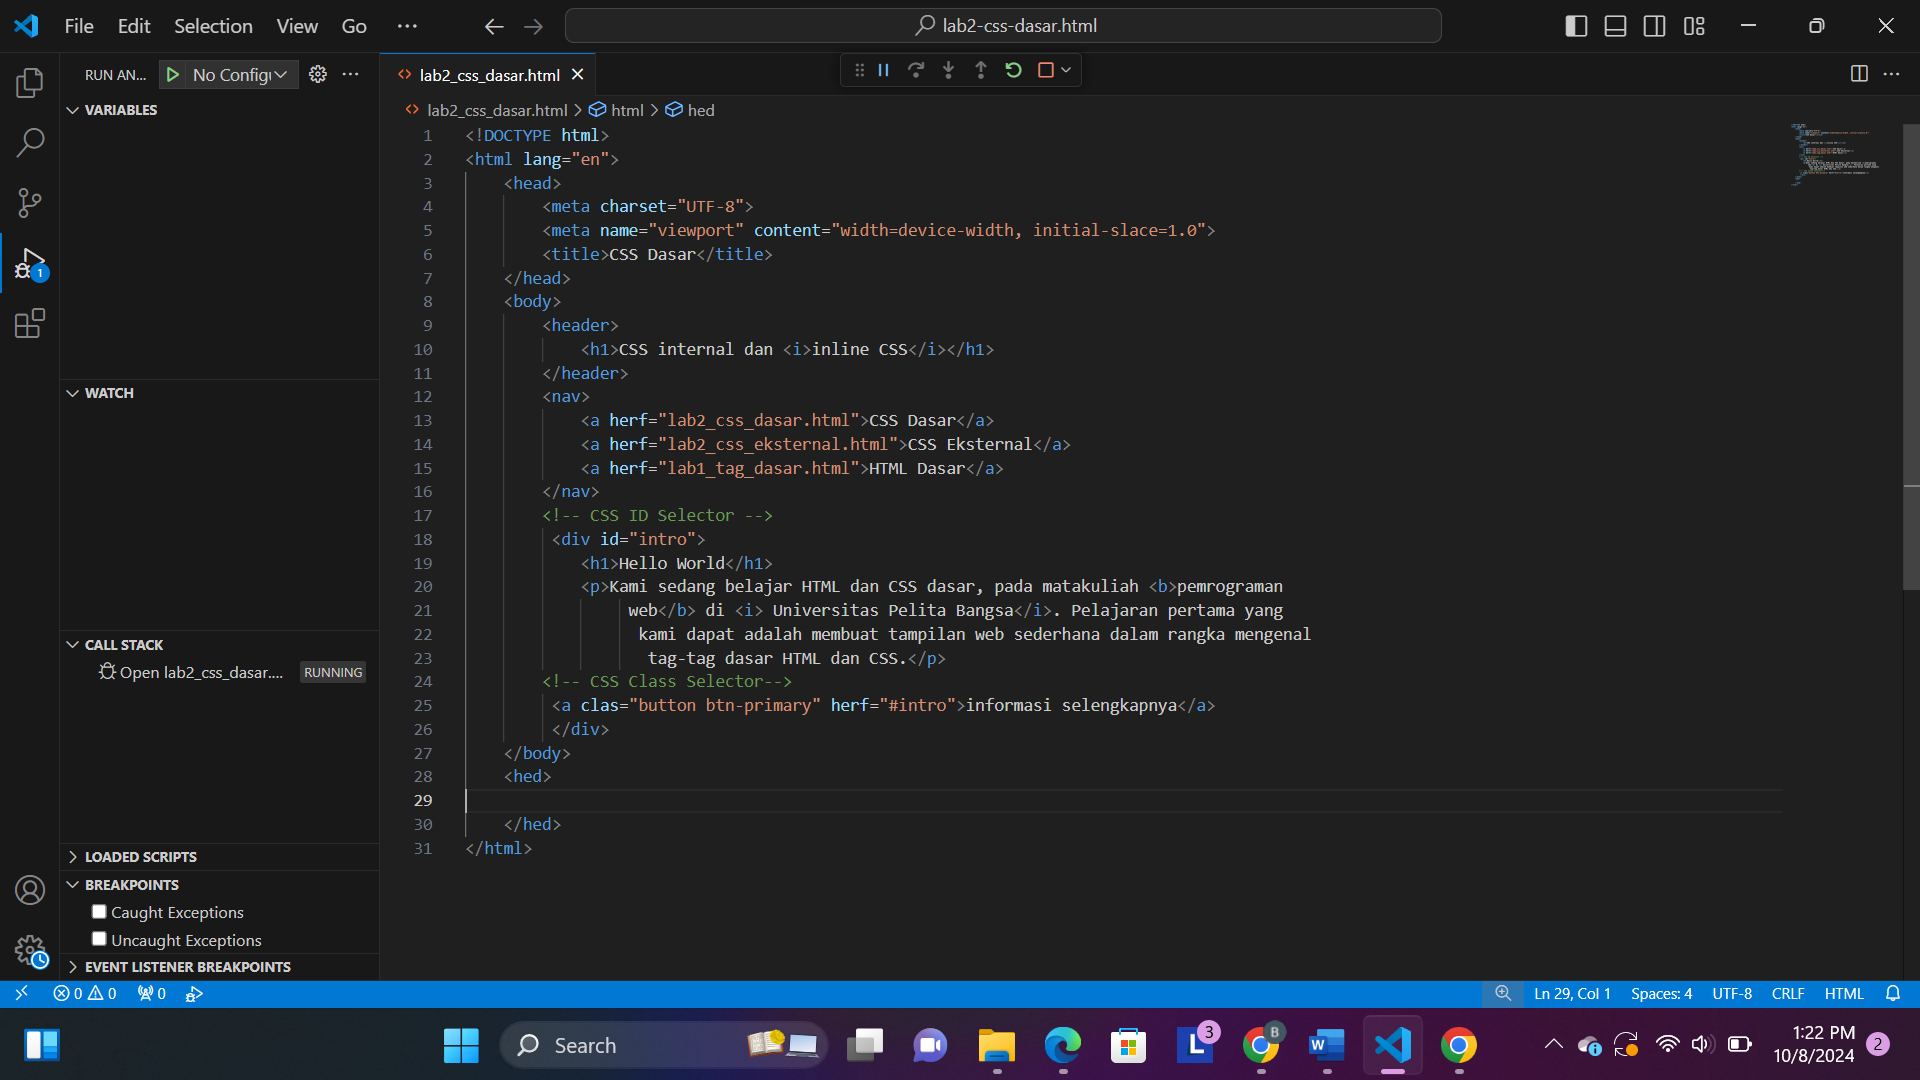 File Edit Selection View Go ···
lab2-css-dasar.html
RUN AN... No Config
lab2_css_dasar.html
lab2_css_dasar.html > html > hed
VARIABLES
WATCH
CALL STACK
Open lab2_css_dasar.... RUNNING
LOADED SCRIPTS
BREAKPOINTS
Caught Exceptions
Uncaught Exceptions
EVENT LISTENER BREAKPOINTS
1 <!DOCTYPE html>
2 <html lang="en">
3 <head>
4 <meta charset="UTF-8">
5 <meta name="viewport" content="width=device-width, initial-slace=1.0">
6 <title>CSS Dasar</title>
7 </head>
8 <body>
9 <header>
10 <h1>CSS internal dan <i>inline CSS</i></h1>
11 </header>
12 <nav>
13 <a herf="lab2_css_dasar.html">CSS Dasar</a>
14 <a herf="lab2_css_eksternal.html">CSS Eksternal</a>
15 <a herf="lab1_tag_dasar.html">HTML Dasar</a>
16 </nav>
17 <!-- CSS ID Selector -->
18 <div id="intro">
19 <h1>Hello World</h1>
20 <p>Kami sedang belajar HTML dan CSS dasar, pada matakuliah <b>pemrograman
21 web</b> di <i> Universitas Pelita Bangsa</i>. Pelajaran pertama yang
22 kami dapat adalah membuat tampilan web sederhana dalam rangka mengenal
23 tag-tag dasar HTML dan CSS.</p>
24 <!-- CSS Class Selector-->
25 <a clas="button btn-primary" herf="#intro">informasi selengkapnya</a>
26 </div>
27 </body>
28 <hed>
29
30 </hed>
31 </html>
0 0 0 Ln 29, Col 1 Spaces: 4 UTF-8 CRLF HTML
Search
3
B
1:22 PM
10/8/2024
2